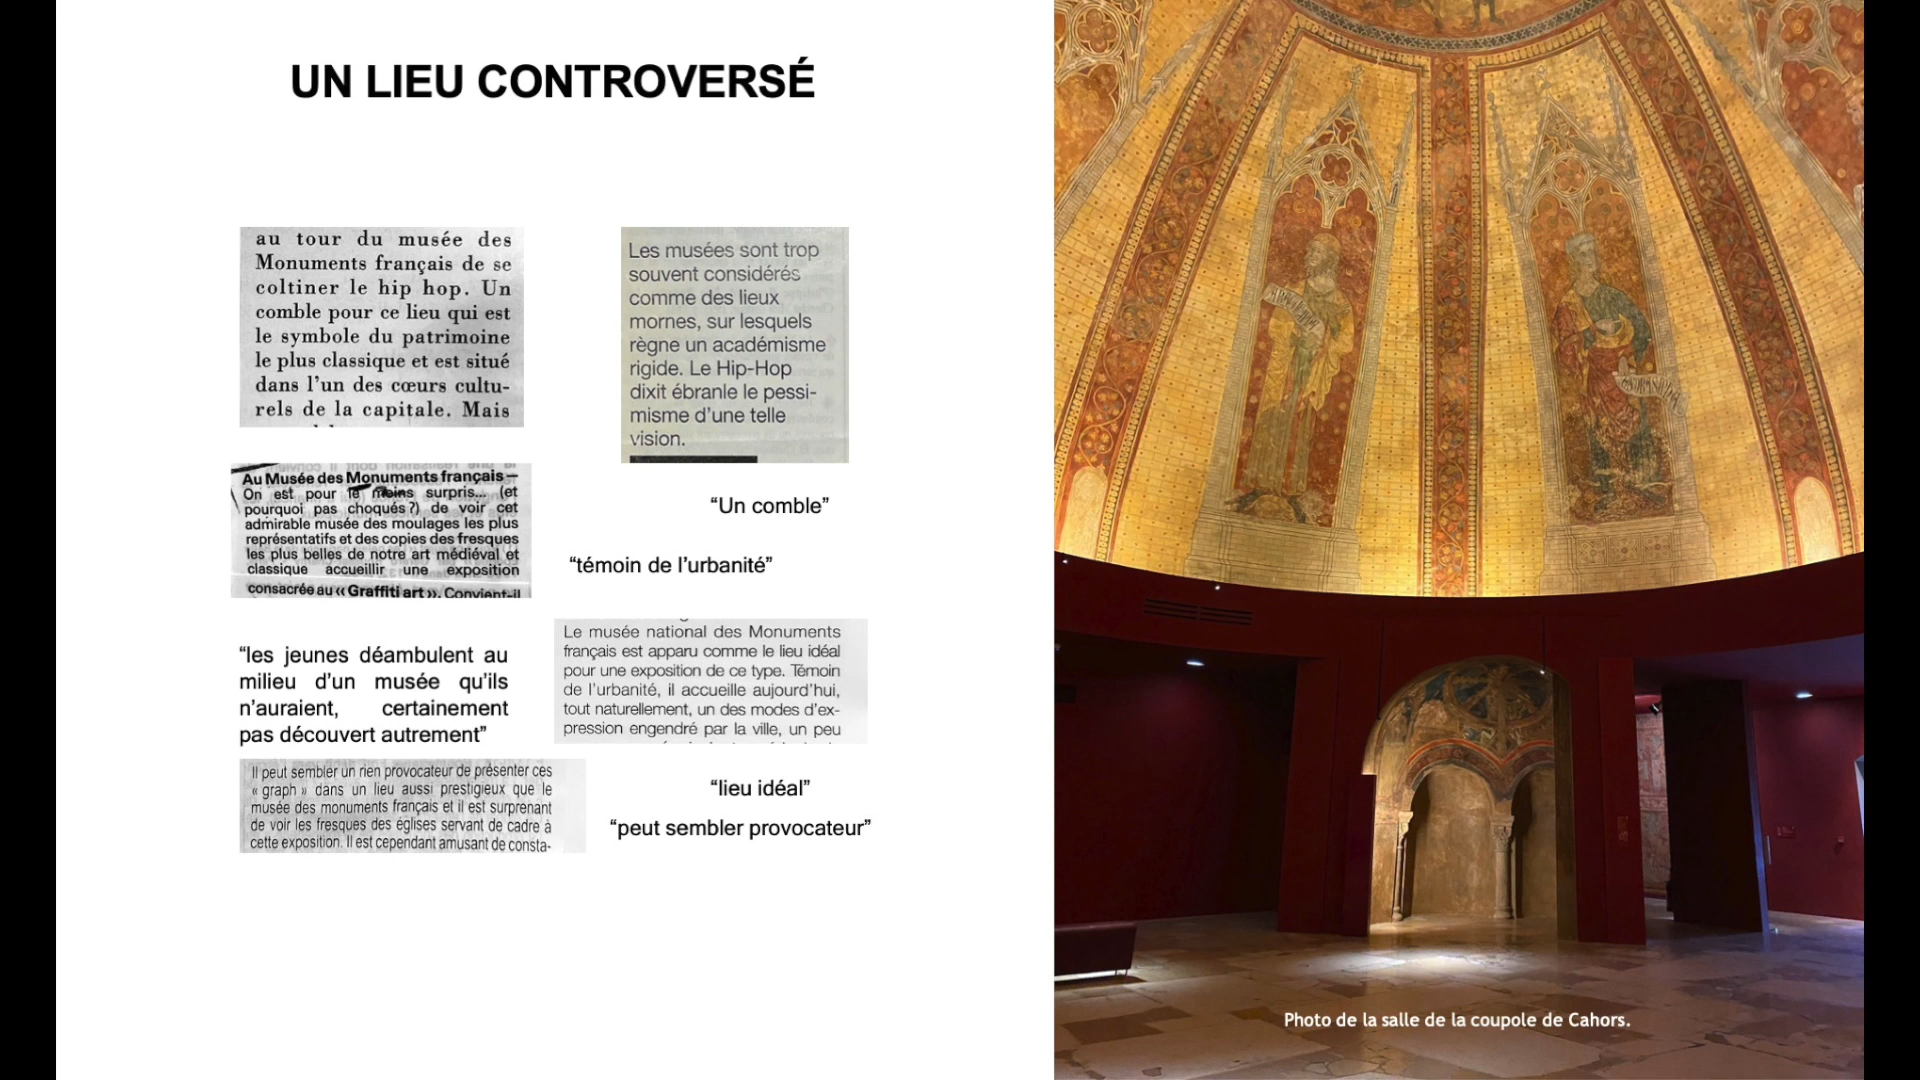 UN LIEU CONTROVERSÉ
au tour du musée des
Monuments français de se
coltiner le hip hop. Un
comble pour ce lieu qui est
le symbole du patrimoine
le plus classique et est situé
dans l'un des cœurs cultu-
rels de la capitale. Mais
Les musées sont trop
souvent considérés
comme des lieux
mornes, sur lesquels
règne un académisme
rigide. Le Hip-Hop
dixit ébranle le pessi-
misme d'une telle
vision.
Au Musée des Monuments français —
On est pour le moins surpris... (et
pourquoi pas choqués ?) de voir cet
admirable musée des moulages les plus
représentatifs et des copies des fresques
les plus belles de notre art médiéval et
classique accueillir une exposition
consacrée au « Graffiti art ». Convient-il
“Un comble”
“témoin de l’urbanité”
“les jeunes déambulent au
milieu d’un musée qu’ils
n’auraient, certainement
pas découvert autrement”
Le musée national des Monuments
français est apparu comme le lieu idéal
pour une exposition de ce type. Témoin
de l'urbanité, il accueille aujourd'hui,
tout naturellement, un des modes d'ex-
pression engendré par la ville, un peu
Il peut sembler un rien provocateur de présenter ces
« graph » dans un lieu aussi prestigieux que le
musée des monuments français et il est surprenant
de voir les fresques des églises servant de cadre à
cette exposition. Il est cependant amusant de consta-
“lieu idéal”
“peut sembler provocateur”
Photo de la salle de la coupole de Cahors.